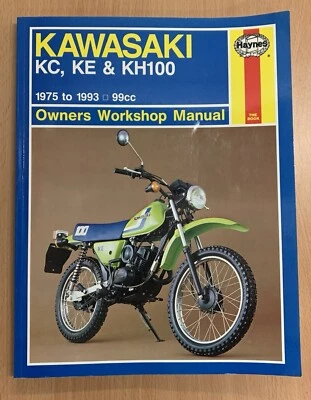 KAWASAKI
Haynes
KC, KE & KH100
1975 to 1993 □ 99cc
Owners Workshop Manual